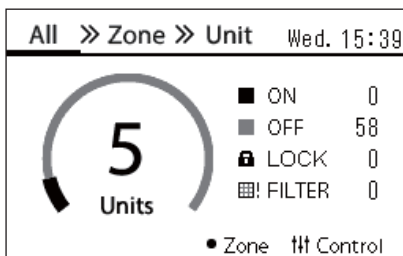 All » Zone » Unit Wed. 15:39
5
Units
ON 0
OFF 58
LOCK 0
! FILTER 0
Zone Control